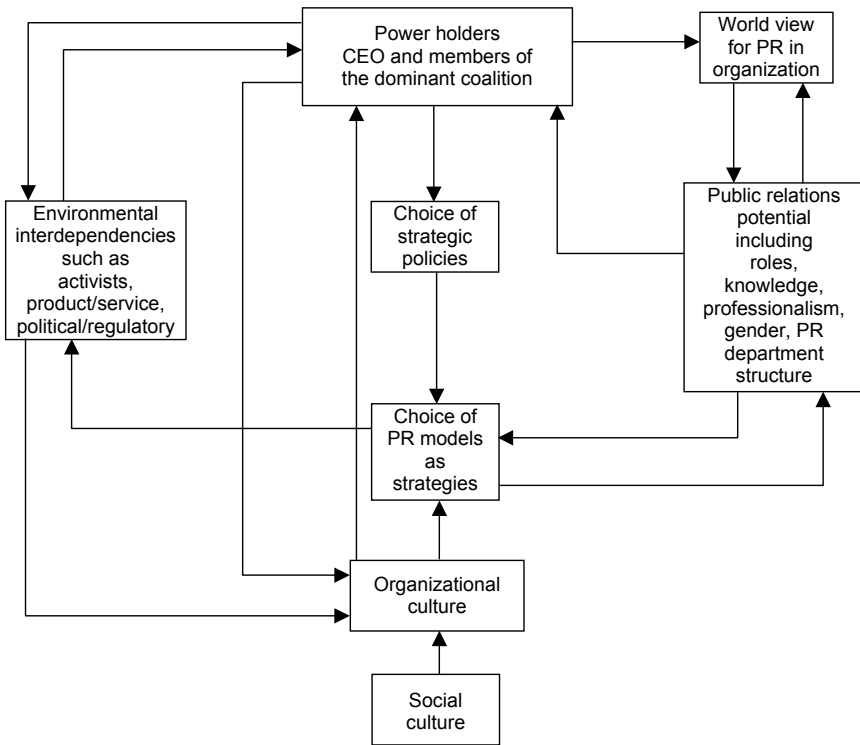 Power holders
CEO and members of
the dominant coalition
World view
for PR in
organization
Environmental
interdependencies
such as
activists,
product/service,
political/regulatory
Choice of
strategic
policies
Public relations
potential
including
roles,
knowledge,
professionalism,
gender, PR
department
structure
Choice of
PR models
as
strategies
Organizational
culture
Social
culture